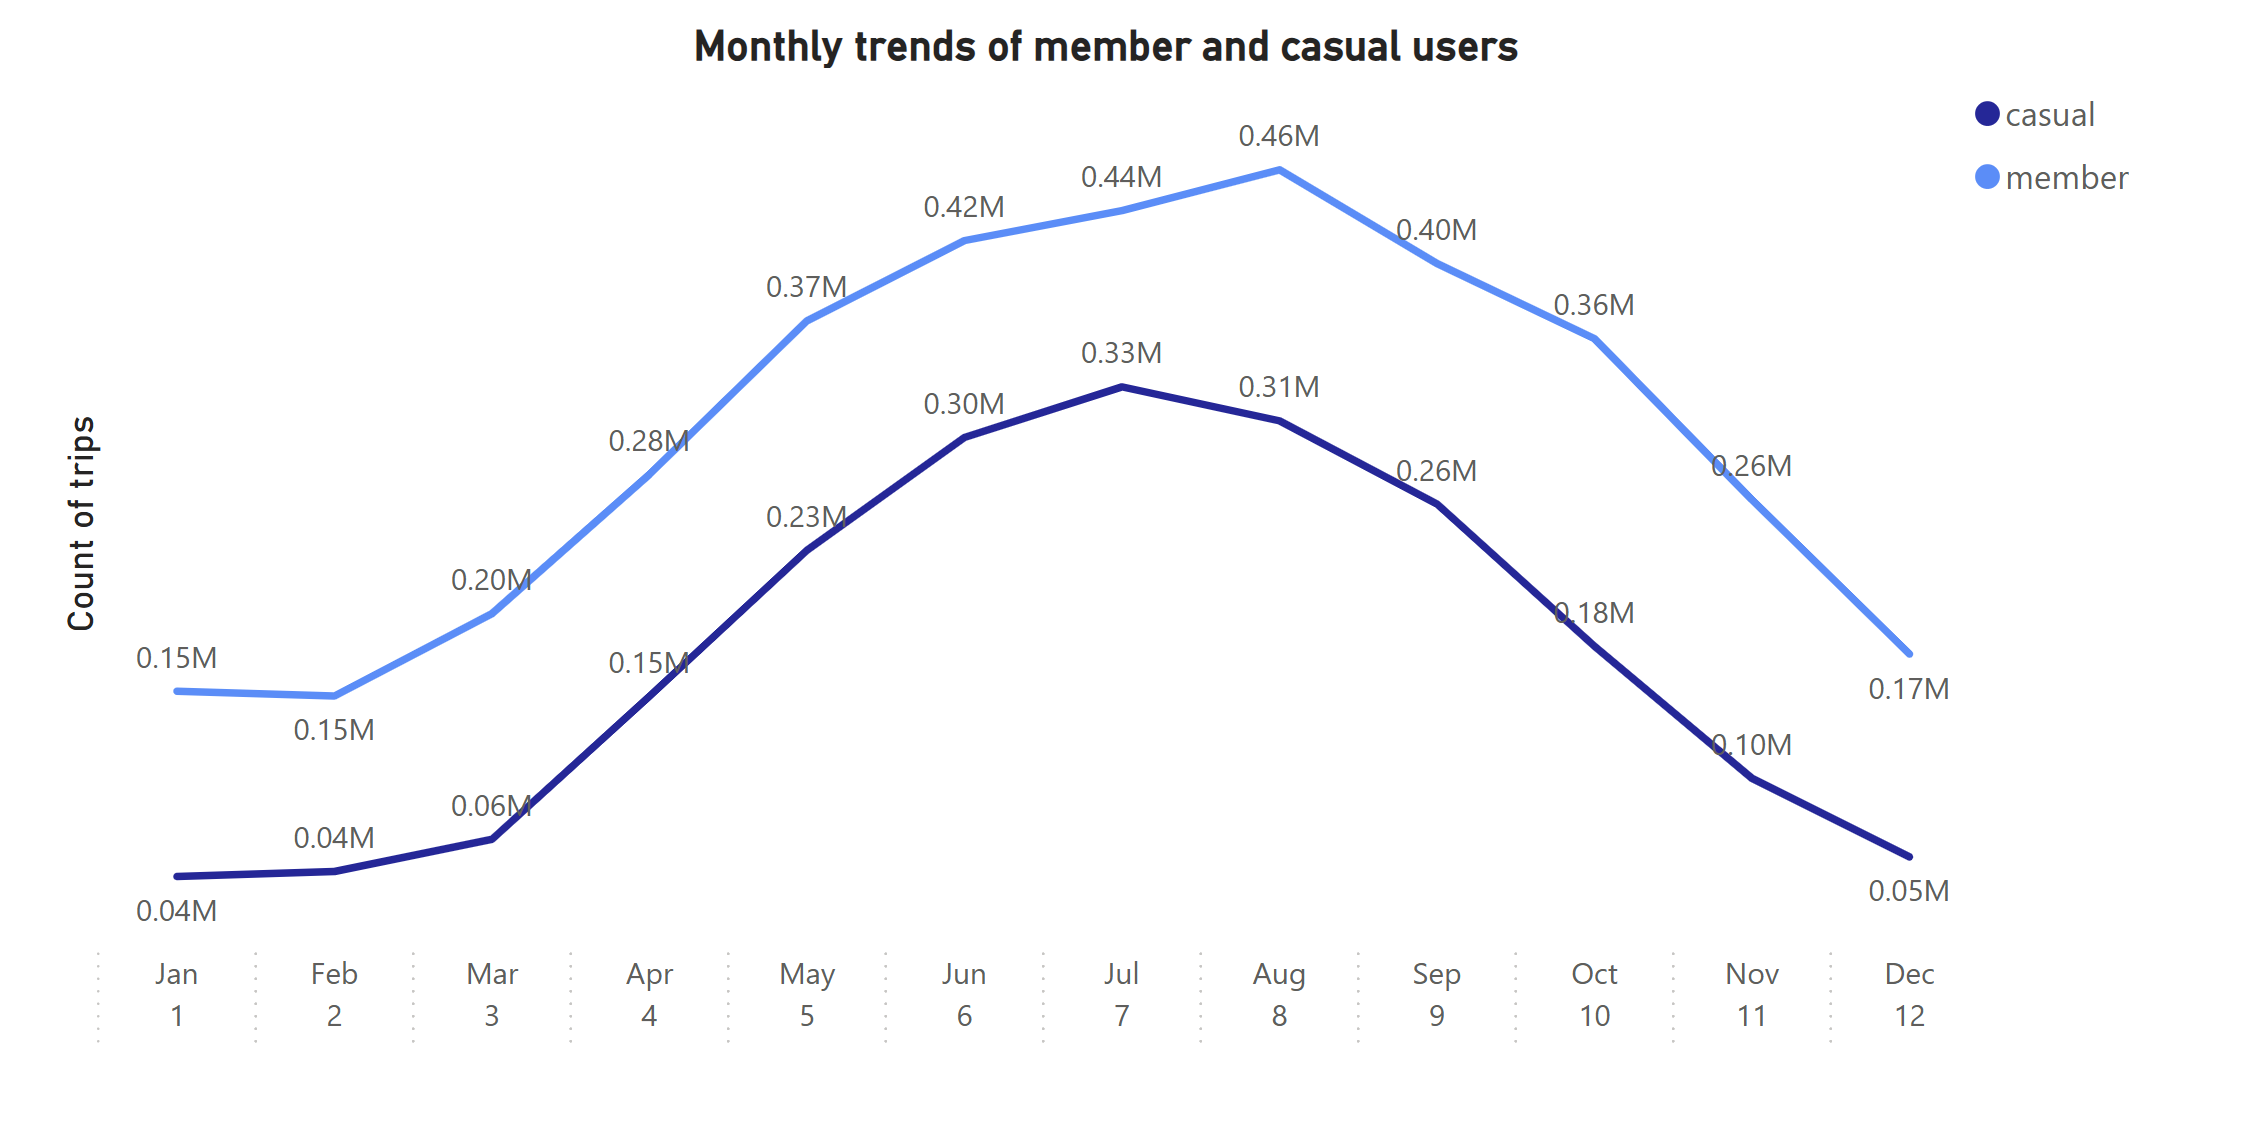 Monthly trends of member and casual users
casual
member
Count of trips
0.15M
0.15M
0.20M
0.28M
0.37M
0.42M
0.44M
0.46M
0.40M
0.36M
0.26M
0.17M
0.04M
0.04M
0.06M
0.15M
0.23M
0.30M
0.33M
0.31M
0.26M
0.18M
0.10M
0.05M
Jan Feb Mar Apr May Jun Jul Aug Sep Oct Nov Dec
1 2 3 4 5 6 7 8 9 10 11 12